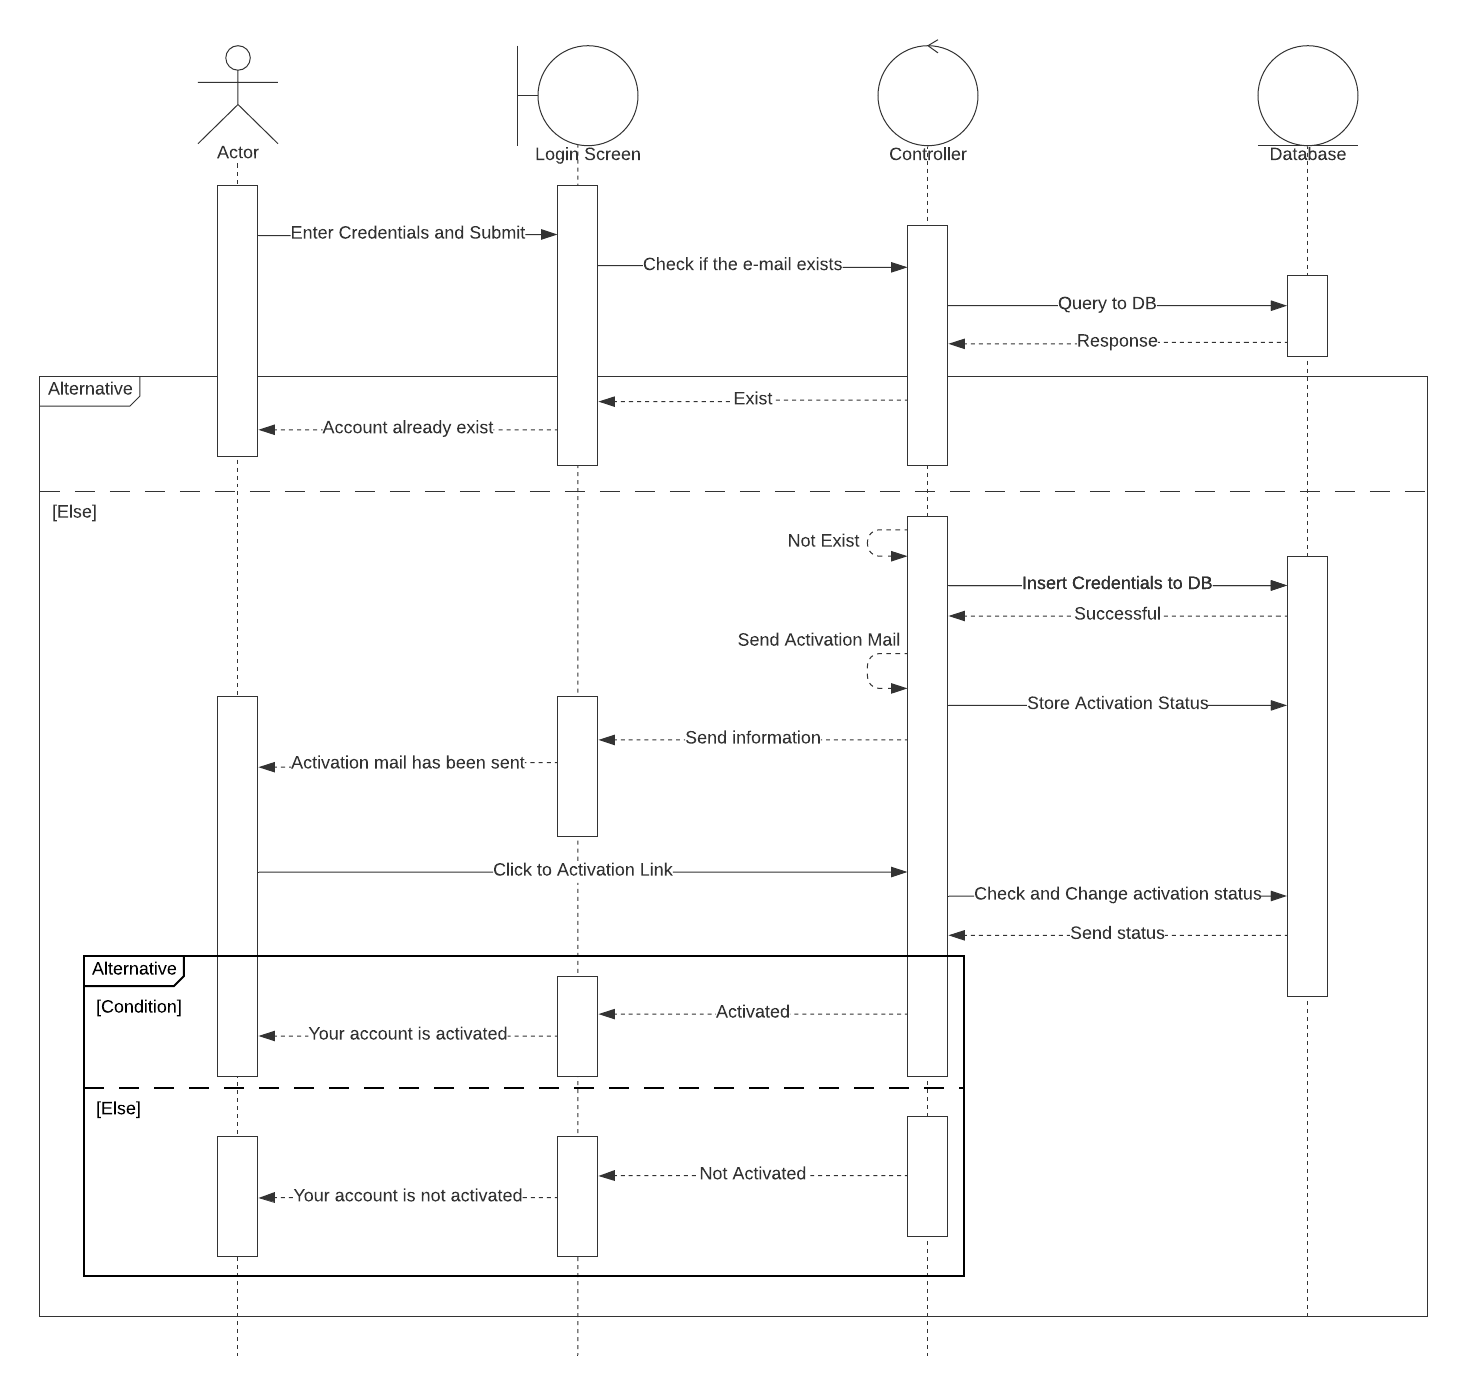 Actor
Login Screen
Controller
Database
Enter Credentials and Submit
Check if the e-mail exists
Query to DB
Response
Alternative
Exist
Account already exist
[Else]
Not Exist
Insert Credentials to DB
Successful
Send Activation Mail
Store Activation Status
Send information
Activation mail has been sent
Click to Activation Link
Check and Change activation status
Send status
Alternative
[Condition]
Activated
Your account is activated
[Else]
Not Activated
Your account is not activated